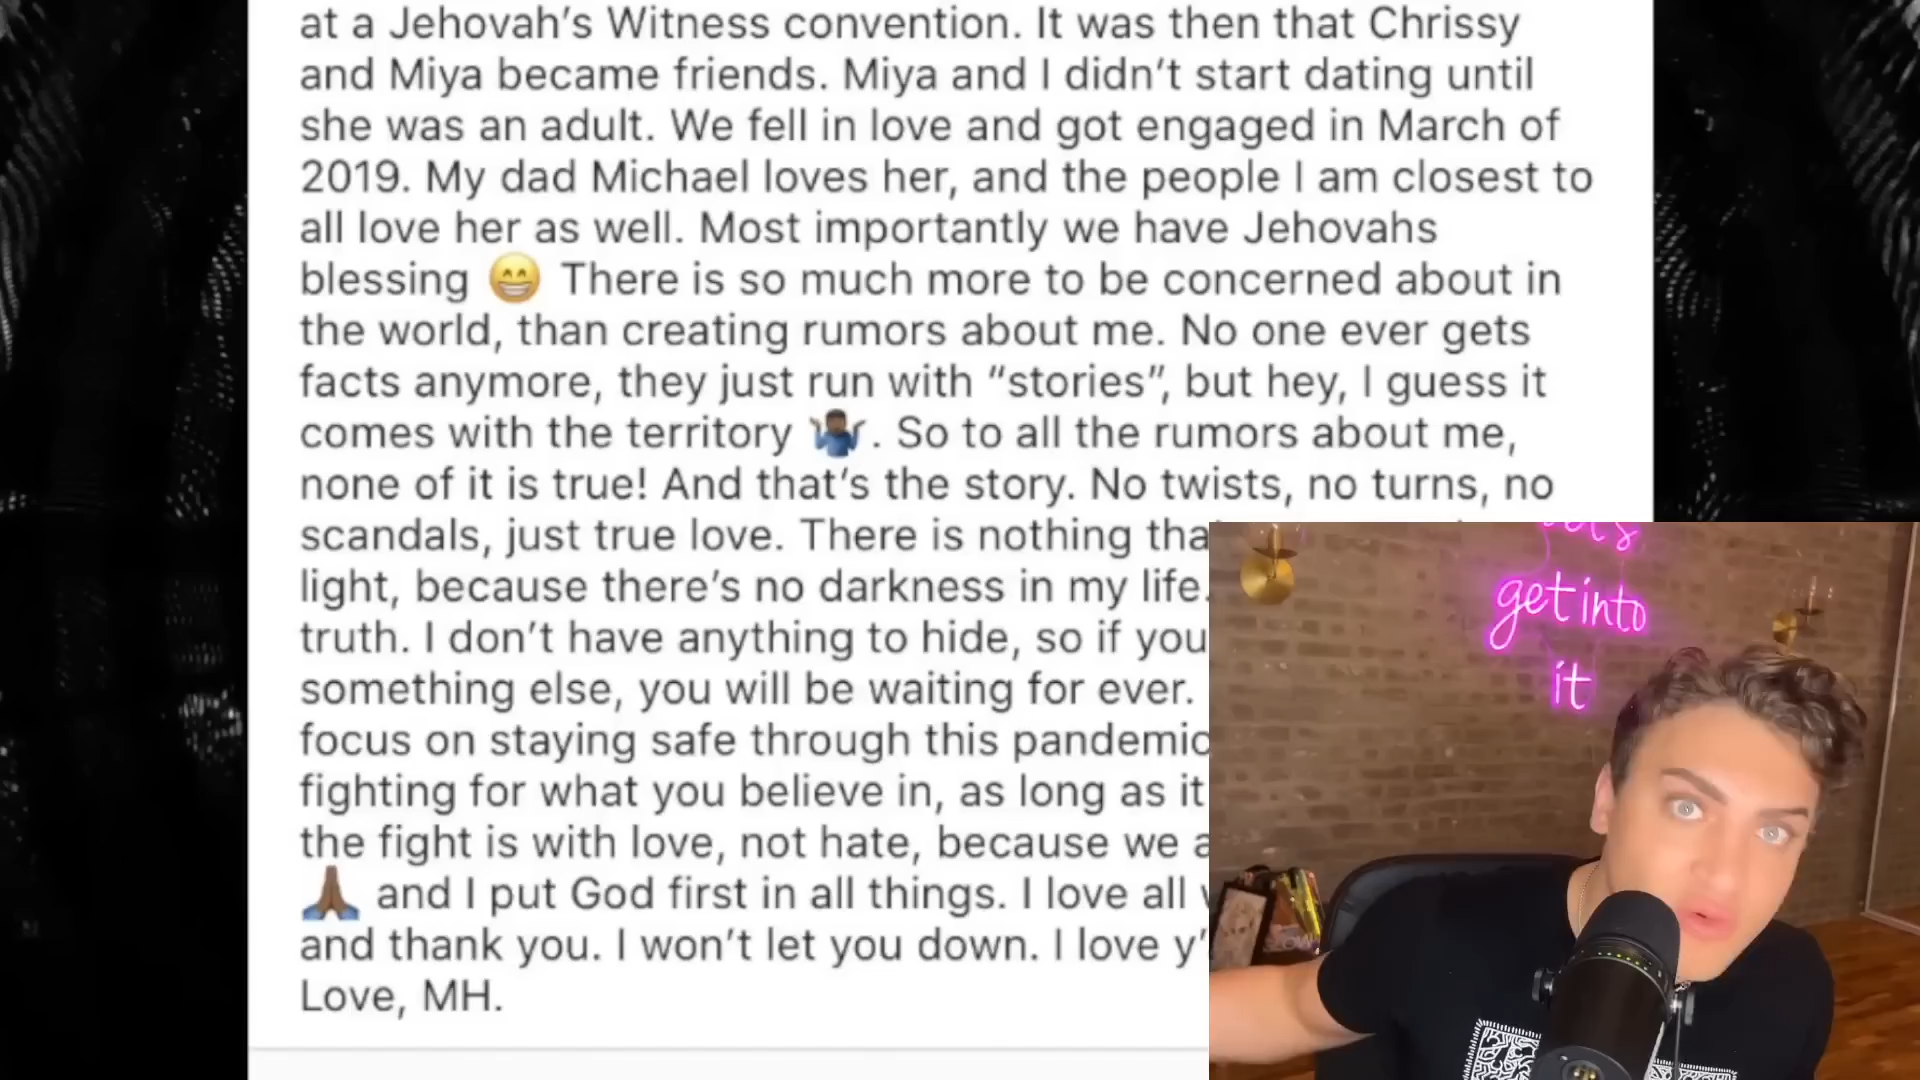 at a Jehovah’s Witness convention. It was then that Chrissy
and Miya became friends. Miya and I didn’t start dating until
she was an adult. We fell in love and got engaged in March of
2019. My dad Michael loves her, and the people I am closest to
all love her as well. Most importantly we have Jehovahs
blessing 😁 There is so much more to be concerned about in
the world, than creating rumors about me. No one ever gets
facts anymore, they just run with “stories”, but hey, I guess it
comes with the territory 🤷🏾‍♂️. So to all the rumors about me,
none of it is true! And that’s the story. No twists, no turns, no
scandals, just true love. There is nothing
light, because there’s no darkness in my life.
truth. I don’t have anything to hide, so if you
something else, you will be waiting for ever.
focus on staying safe through this pandemic
fighting for what you believe in, as long as it
the fight is with love, not hate, because we
🙏🏾 and I put God first in all things. I love all
and thank you. I won’t let you down. I love
Love, MH.
get into
it